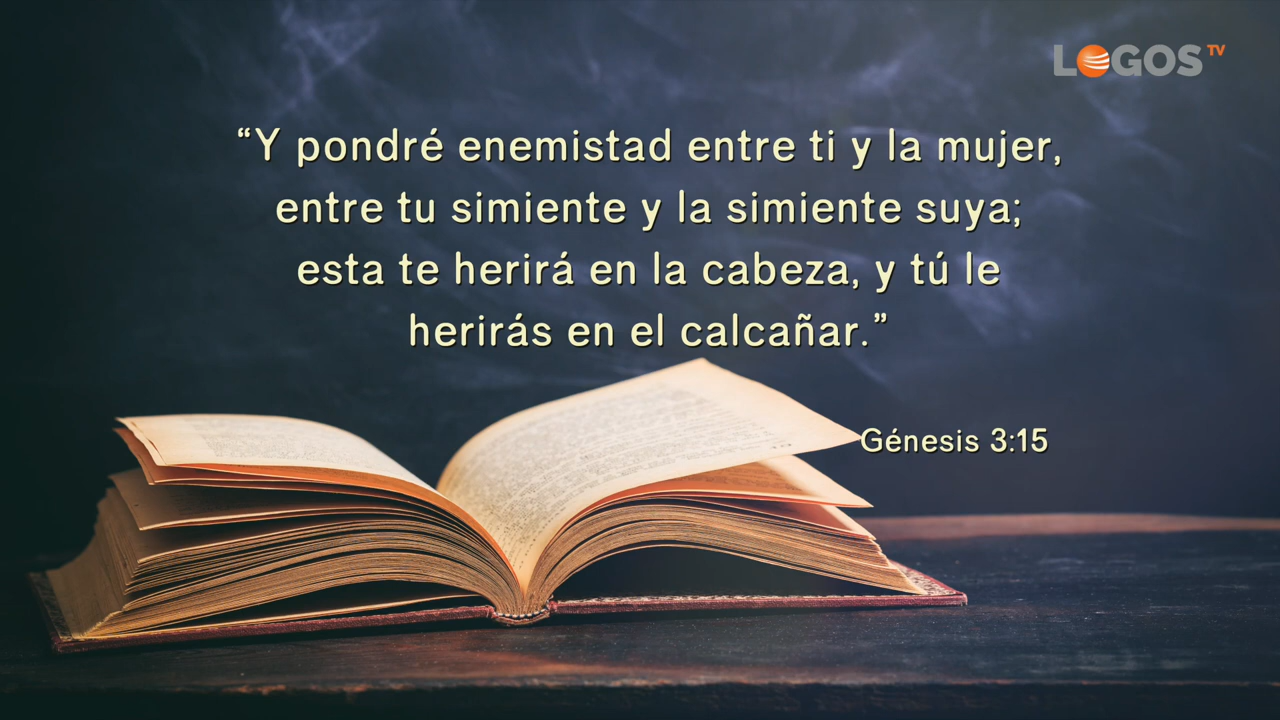 LOGOS TV
“Y pondré enemistad entre ti y la mujer,
entre tu simiente y la simiente suya;
esta te herirá en la cabeza, y tú le
herirás en el calcañar.”
Génesis 3:15